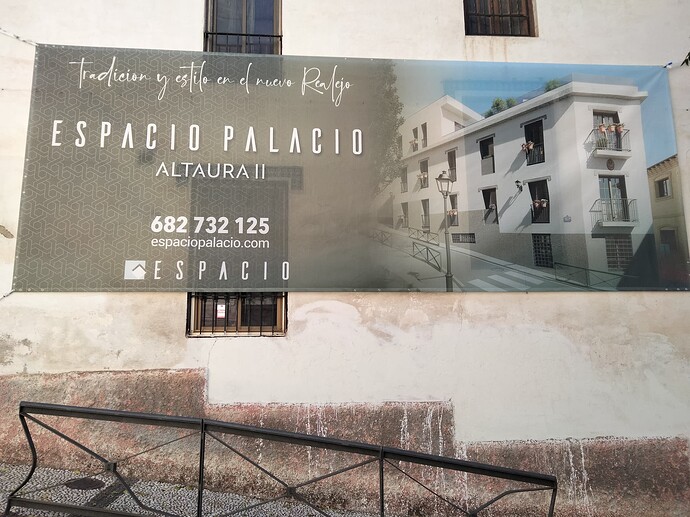 Tradicion y estilo en el nuevo Realejo
ESPACIO PALACIO
ALTAURA II
682 732 125
espaciopalacio.com
ESPACIO